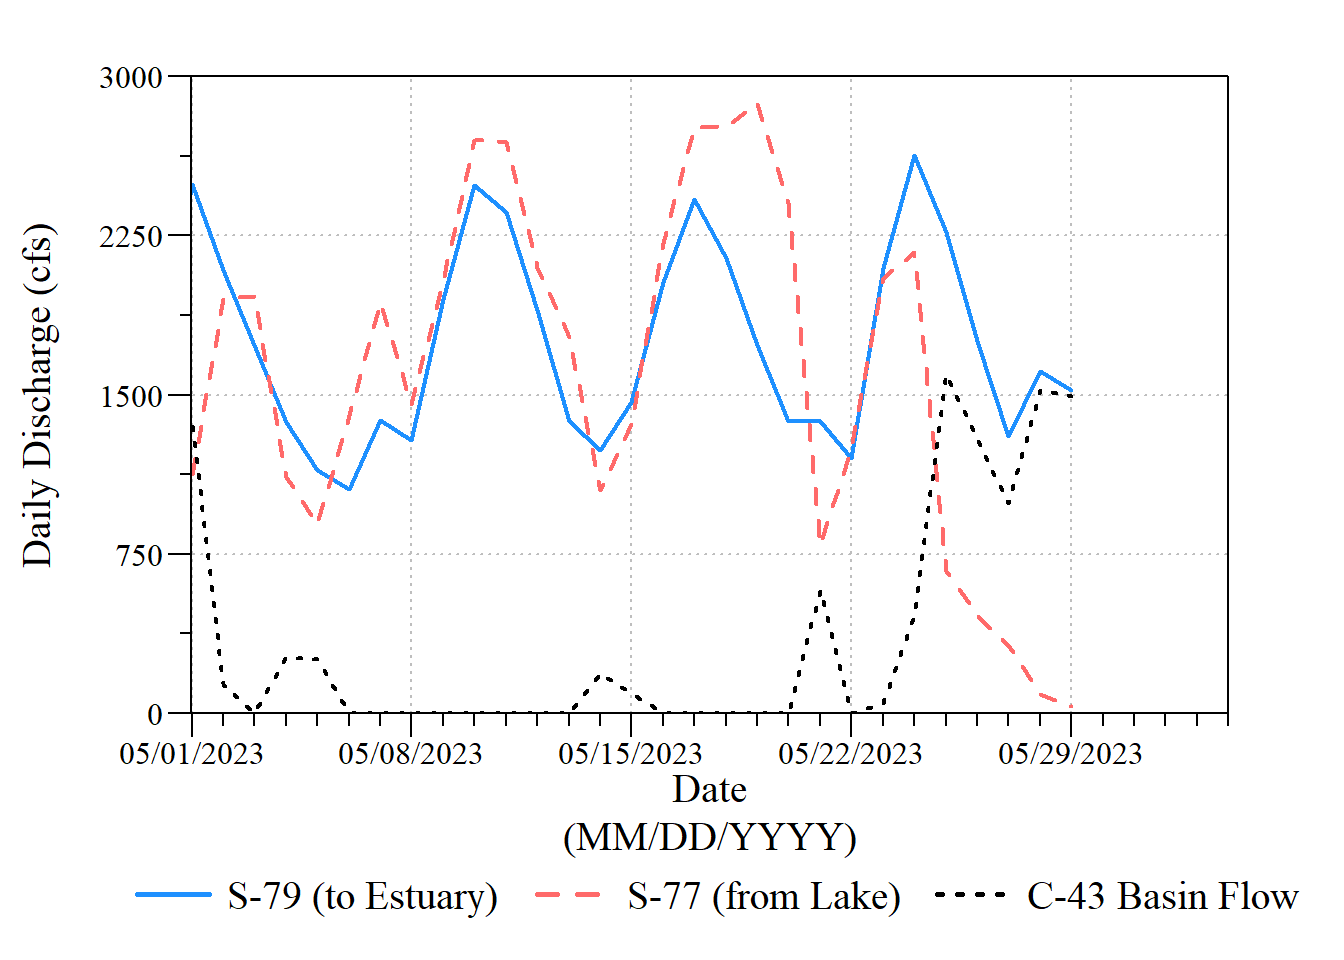 3000
2250
1500
750
0
Daily Discharge (cfs)
05/01/2023 05/08/2023 05/15/2023 05/22/2023 05/29/2023
Date
(MM/DD/YYYY)
S-79 (to Estuary) S-77 (from Lake) C-43 Basin Flow